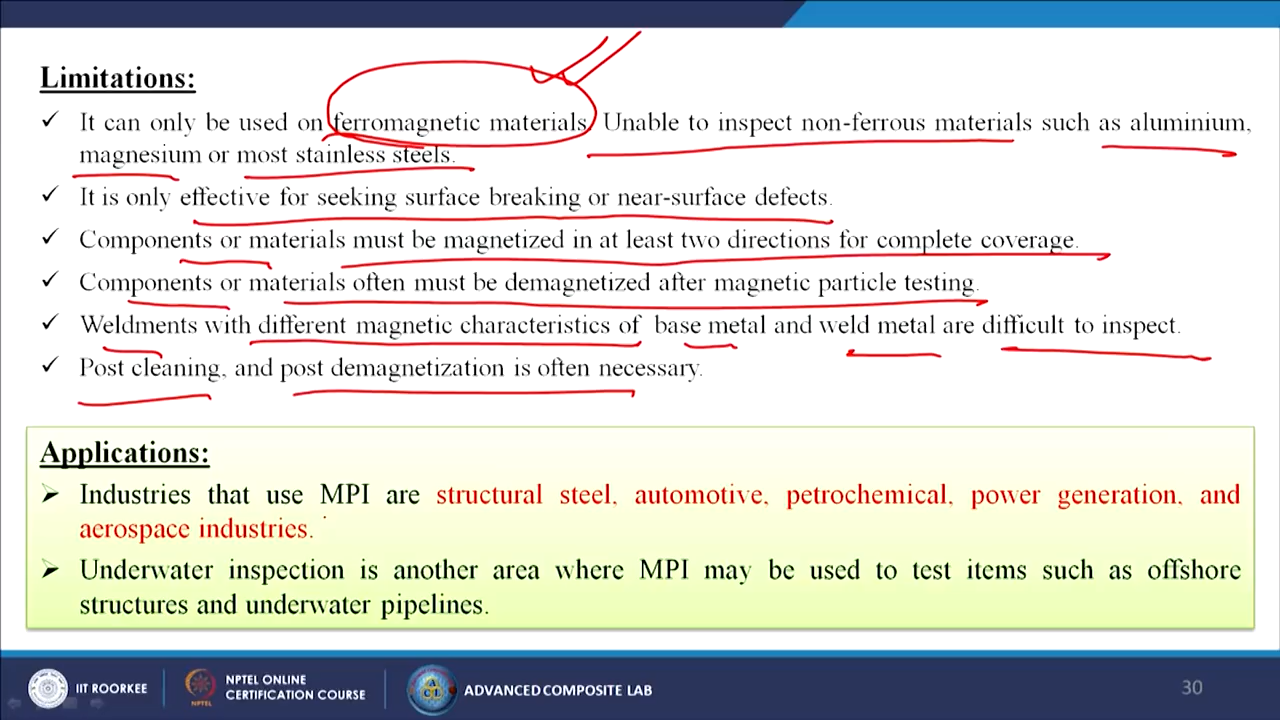 Limitations:
✓ It can only be used on ferromagnetic materials. Unable to inspect non-ferrous materials such as aluminium,
magnesium or most stainless steels.
✓ It is only effective for seeking surface breaking or near-surface defects.
✓ Components or materials must be magnetized in at least two directions for complete coverage.
✓ Components or materials often must be demagnetized after magnetic particle testing.
✓ Weldments with different magnetic characteristics of base metal and weld metal are difficult to inspect.
✓ Post cleaning, and post demagnetization is often necessary.
Applications:
➢ Industries that use MPI are structural steel, automotive, petrochemical, power generation, and
aerospace industries.
➢ Underwater inspection is another area where MPI may be used to test items such as offshore
structures and underwater pipelines.
IIT ROORKEE
NPTEL
NPTEL ONLINE
CERTIFICATION COURSE
ADVANCED COMPOSITE LAB
30